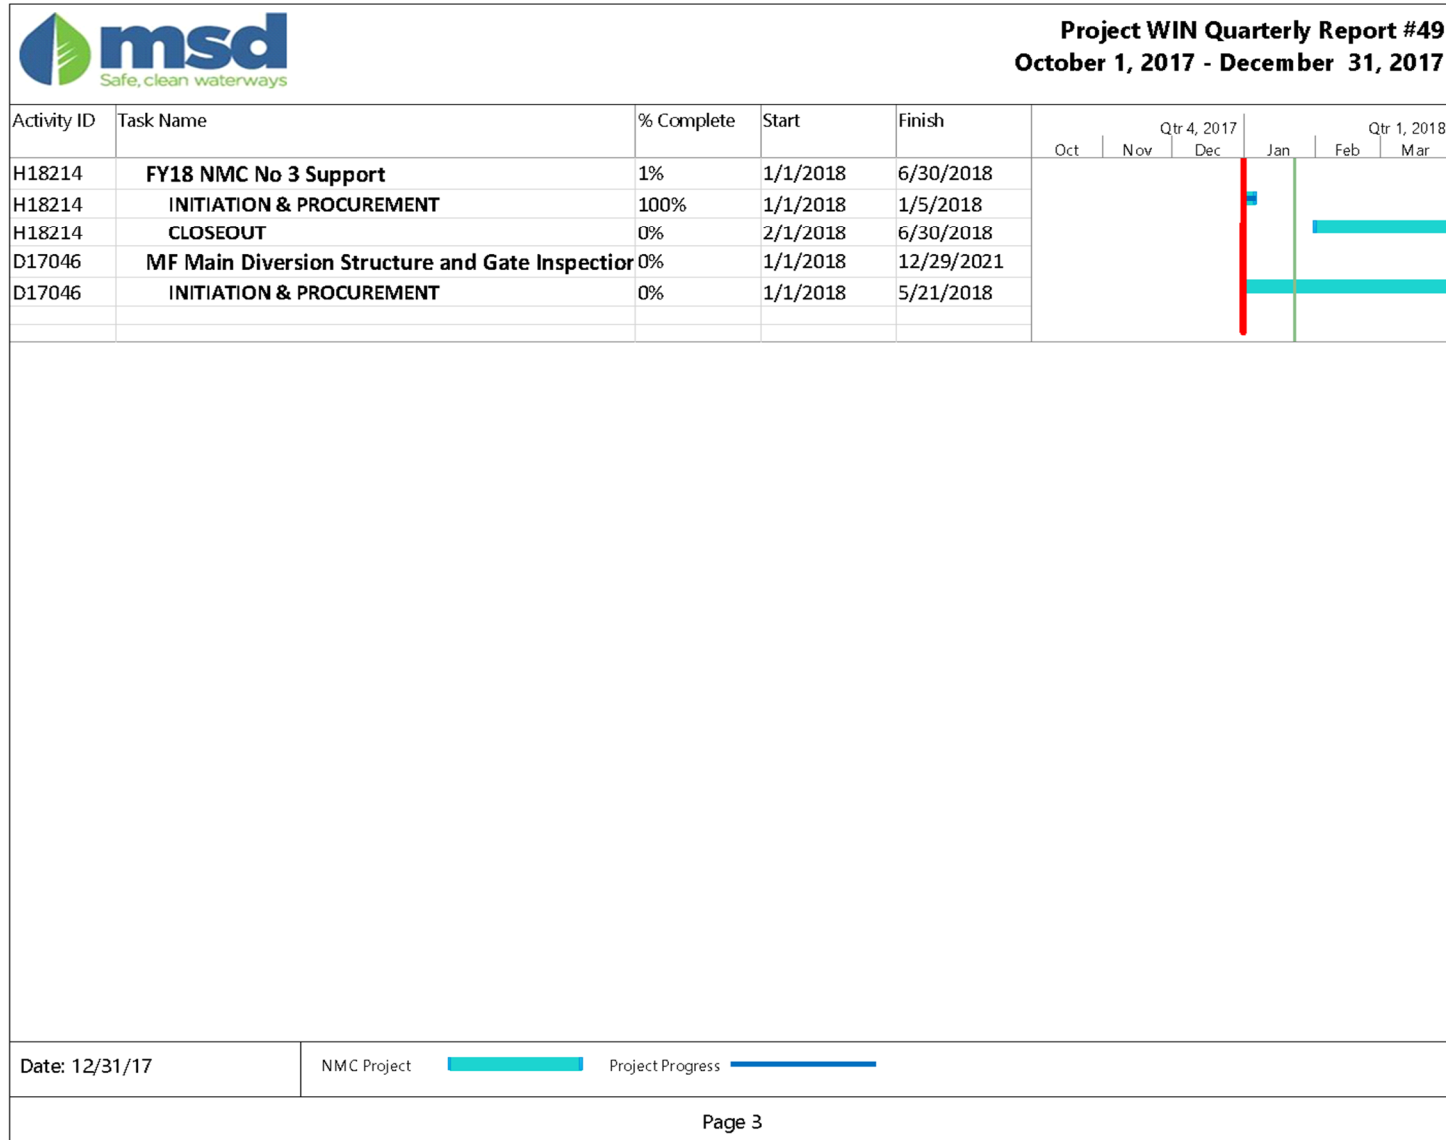 msd
Safe, clean waterways
Project WIN Quarterly Report #49
October 1, 2017 - December 31, 2017
Activity ID Task Name % Complete Start Finish
Qtr 4, 2017 Qtr 1, 2018
Oct Nov Dec Jan Feb Mar
H18214 FY18 NMC No 3 Support 1% 1/1/2018 6/30/2018
H18214 INITIATION & PROCUREMENT 100% 1/1/2018 1/5/2018
H18214 CLOSEOUT 0% 2/1/2018 6/30/2018
D17046 MF Main Diversion Structure and Gate Inspection 0% 1/1/2018 12/29/2021
D17046 INITIATION & PROCUREMENT 0% 1/1/2018 5/21/2018
Date: 12/31/17 NMC Project Project Progress
Page 3